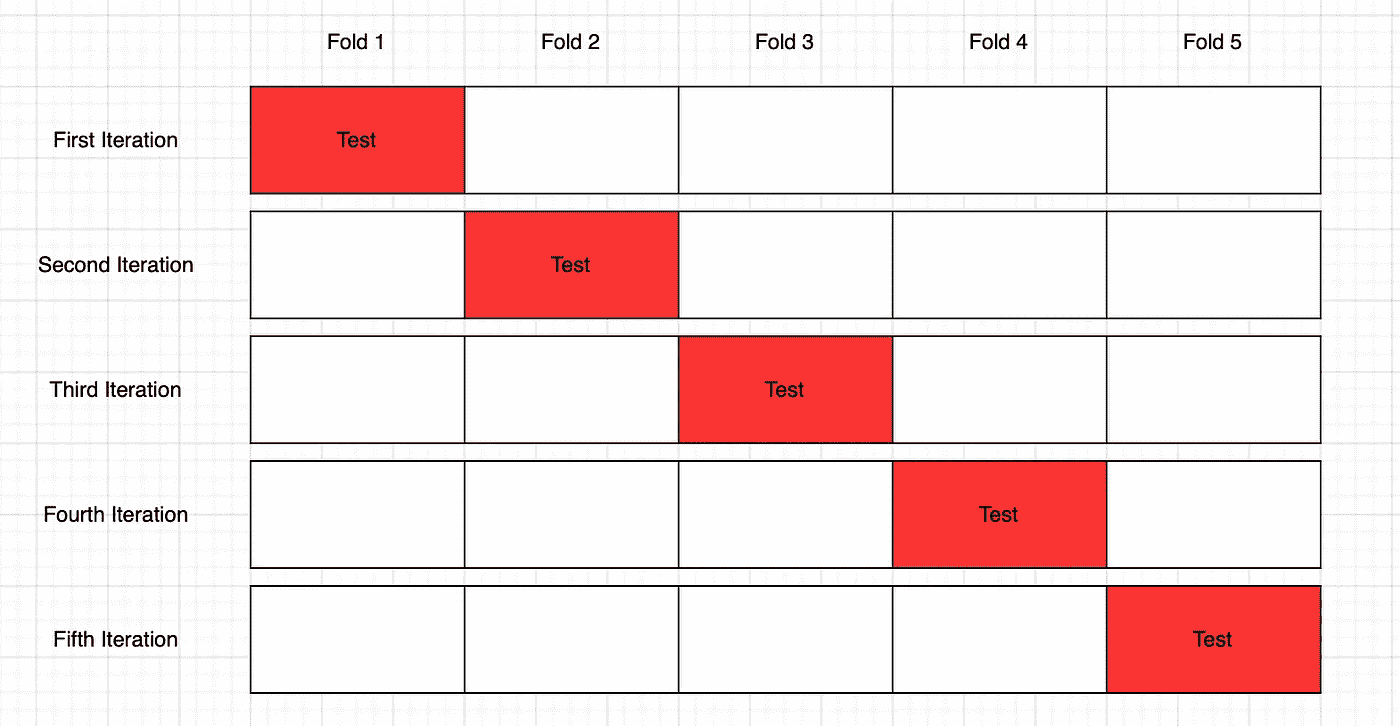 Fold 1 Fold 2 Fold 3 Fold 4 Fold 5
First Iteration Test
Second Iteration Test
Third Iteration Test
Fourth Iteration Test
Fifth Iteration Test